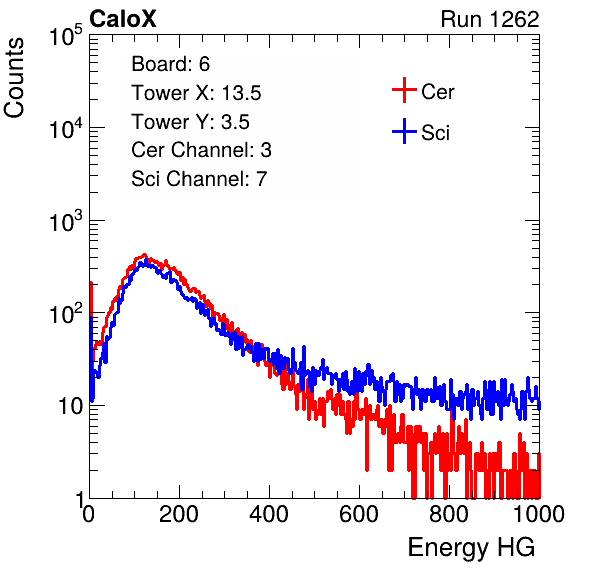 CaloX Run 1262
10^5
Counts
Board: 6
Tower X: 13.5
Tower Y: 3.5
Cer Channel: 3
Sci Channel: 7
Cer
Sci
10^4
10^3
10^2
10
1
0 200 400 600 800 1000
Energy HG